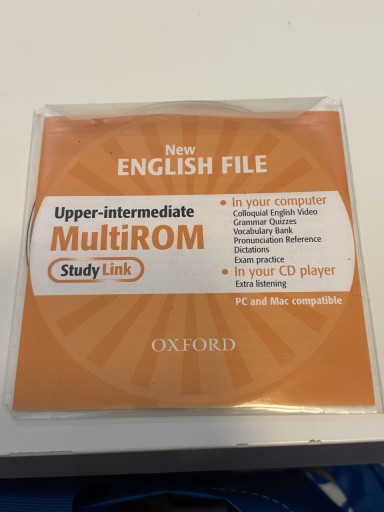 New
ENGLISH FILE
Upper-intermediate
MultiROM
Study Link
• In your computer
Colloquial English Video
Grammar Quizzes
Vocabulary Bank
Pronunciation Reference
Dictations
Exam practice
• In your CD player
Extra listening
PC and Mac compatible
OXFORD